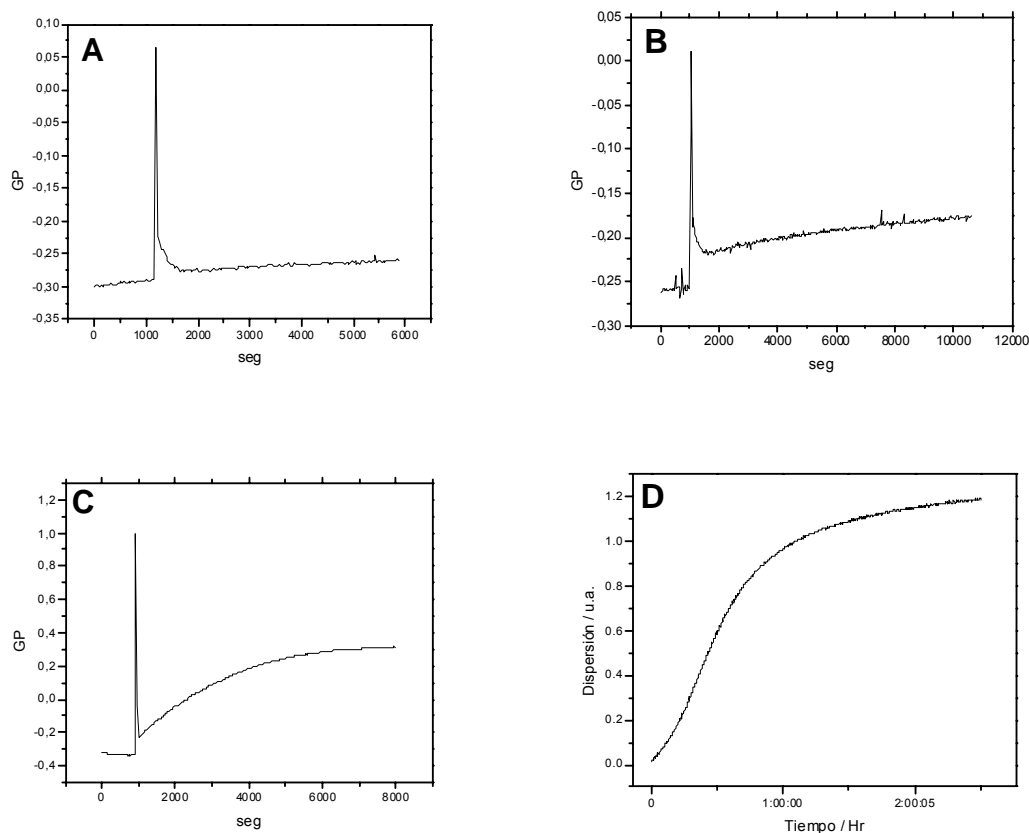 A
0,10
0,05
0,00
-0,05
-0,10
-0,15
-0,20
-0,25
-0,30
-0,35
GP
0 1000 2000 3000 4000 5000 6000
seg
B
0,05
0,00
-0,05
-0,10
-0,15
-0,20
-0,25
-0,30
GP
0 2000 4000 6000 8000 10000 12000
seg
C
1,2
1,0
0,8
0,6
0,4
0,2
0,0
-0,2
-0,4
GP
0 2000 4000 6000 8000
seg
D
1.2
1.0
0.8
0.6
0.4
0.2
0.0
Dispersión / u.a.
0 1:00:00 2:00:05
Tiempo / Hr